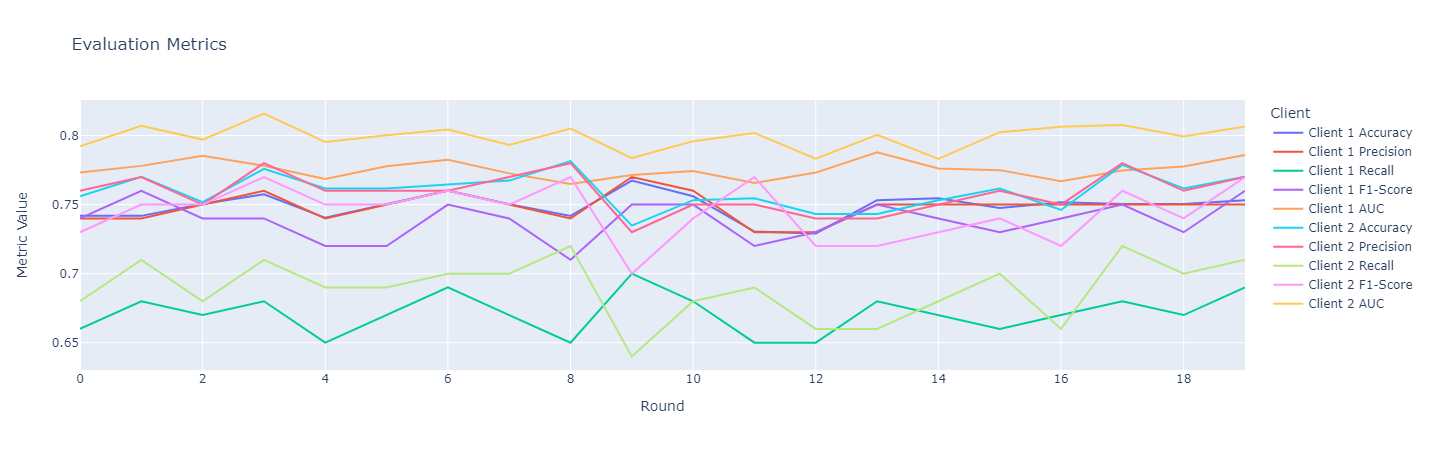 Evaluation Metrics
Metric Value
0.8
0.75
0.7
0.65
0 2 4 6 8 10 12 14 16 18
Round
Client
Client 1 Accuracy
Client 1 Precision
Client 1 Recall
Client 1 F1-Score
Client 1 AUC
Client 2 Accuracy
Client 2 Precision
Client 2 Recall
Client 2 F1-Score
Client 2 AUC